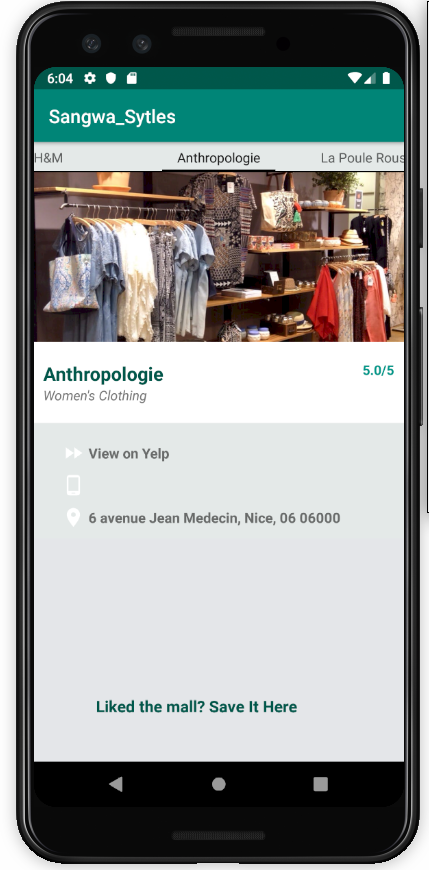 6:04
Sangwa_Sytles
H&M Anthropologie La Poule Rous
Anthropologie 5.0/5
Women's Clothing
View on Yelp
6 avenue Jean Medecin, Nice, 06 06000
Liked the mall? Save It Here